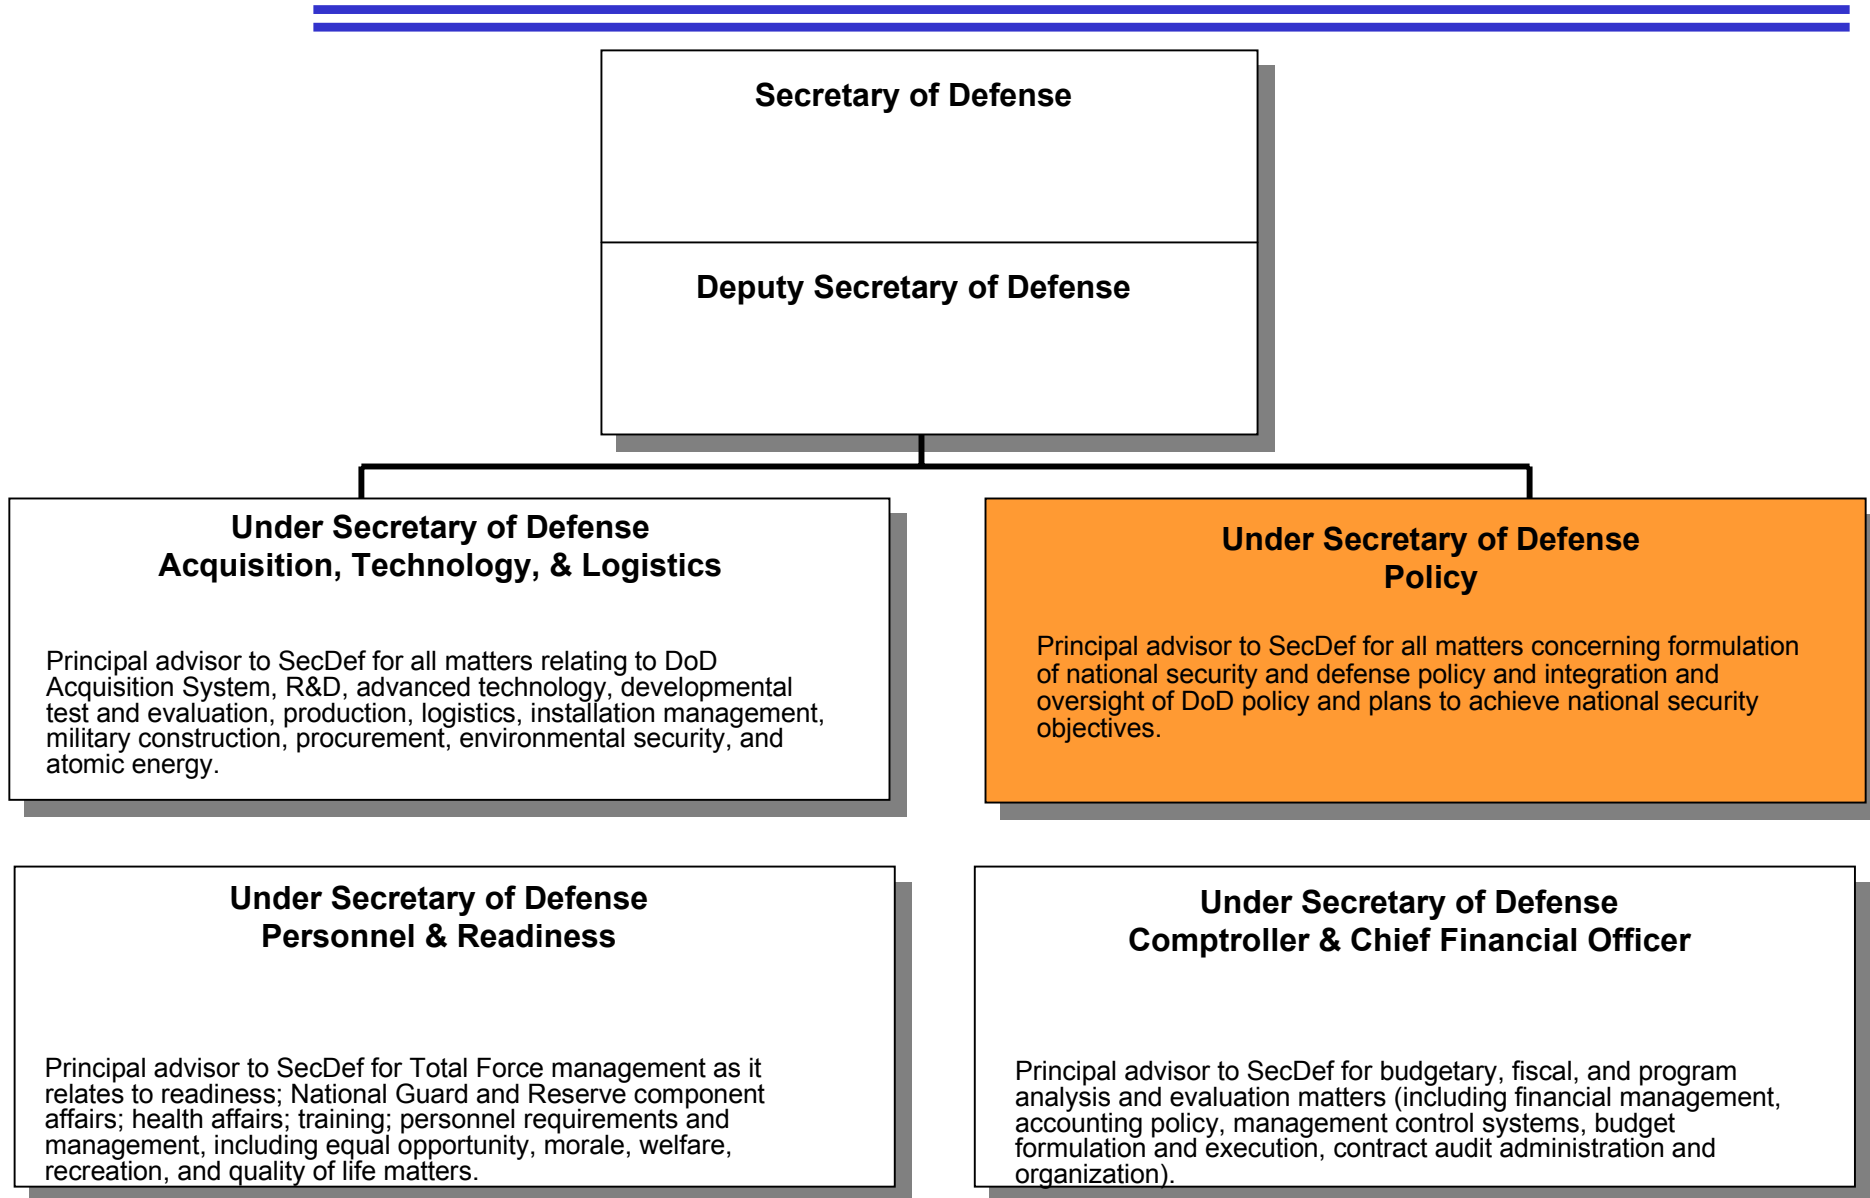 Secretary of Defense
Deputy Secretary of Defense
Under Secretary of Defense
Acquisition, Technology, & Logistics
Principal advisor to SecDef for all matters relating to DoD
Acquisition System, R&D, advanced technology, developmental
test and evaluation, production, logistics, installation management,
military construction, procurement, environmental security, and
atomic energy.
Under Secretary of Defense
Policy
Principal advisor to SecDef for all matters concerning formulation
of national security and defense policy and integration and
oversight of DoD policy and plans to achieve national security
objectives.
Under Secretary of Defense
Personnel & Readiness
Principal advisor to SecDef for Total Force management as it
relates to readiness; National Guard and Reserve component
affairs; health affairs; training; personnel requirements and
management, including equal opportunity, morale, welfare,
recreation, and quality of life matters.
Under Secretary of Defense
Comptroller & Chief Financial Officer
Principal advisor to SecDef for budgetary, fiscal, and program
analysis and evaluation matters (including financial management,
accounting policy, management control systems, budget
formulation and execution, contract audit administration and
organization).